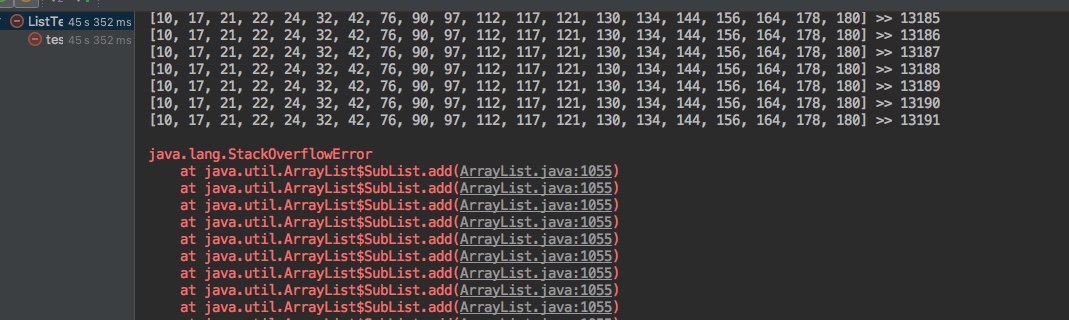 ListTe 45 s 352 ms
tes 45 s 352 ms
[10, 17, 21, 22, 24, 32, 42, 76, 90, 97, 112, 117, 121, 130, 134, 144, 156, 164, 178, 180] >> 13185
[10, 17, 21, 22, 24, 32, 42, 76, 90, 97, 112, 117, 121, 130, 134, 144, 156, 164, 178, 180] >> 13186
[10, 17, 21, 22, 24, 32, 42, 76, 90, 97, 112, 117, 121, 130, 134, 144, 156, 164, 178, 180] >> 13187
[10, 17, 21, 22, 24, 32, 42, 76, 90, 97, 112, 117, 121, 130, 134, 144, 156, 164, 178, 180] >> 13188
[10, 17, 21, 22, 24, 32, 42, 76, 90, 97, 112, 117, 121, 130, 134, 144, 156, 164, 178, 180] >> 13189
[10, 17, 21, 22, 24, 32, 42, 76, 90, 97, 112, 117, 121, 130, 134, 144, 156, 164, 178, 180] >> 13190
[10, 17, 21, 22, 24, 32, 42, 76, 90, 97, 112, 117, 121, 130, 134, 144, 156, 164, 178, 180] >> 13191
java.lang.StackOverflowError
at java.util.ArrayList$SubList.add(ArrayList.java:1055)
at java.util.ArrayList$SubList.add(ArrayList.java:1055)
at java.util.ArrayList$SubList.add(ArrayList.java:1055)
at java.util.ArrayList$SubList.add(ArrayList.java:1055)
at java.util.ArrayList$SubList.add(ArrayList.java:1055)
at java.util.ArrayList$SubList.add(ArrayList.java:1055)
at java.util.ArrayList$SubList.add(ArrayList.java:1055)
at java.util.ArrayList$SubList.add(ArrayList.java:1055)
at java.util.ArrayList$SubList.add(ArrayList.java:1055)